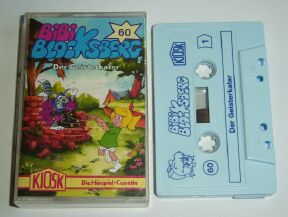 BiBi
BLOCKSBERG
60
Der Geisterkater
KIOSK
Die Hörspiel-Cassette
KIOSK
1
BiBi
BLOCKSBERG
60
Der Geisterkater